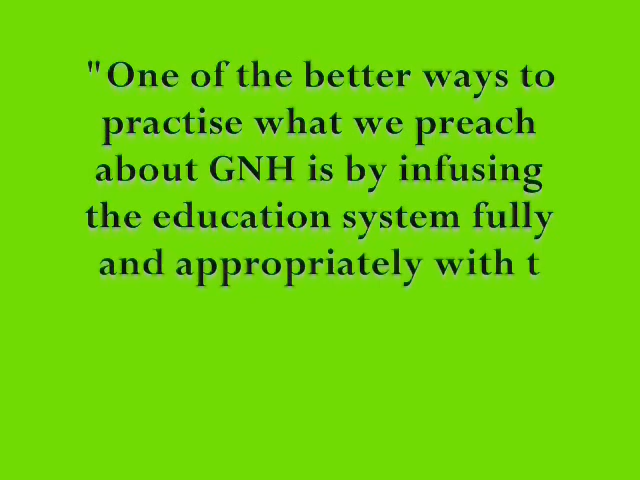 "One of the better ways to
practise what we preach
about GNH is by infusing
the education system fully
and appropriately with t